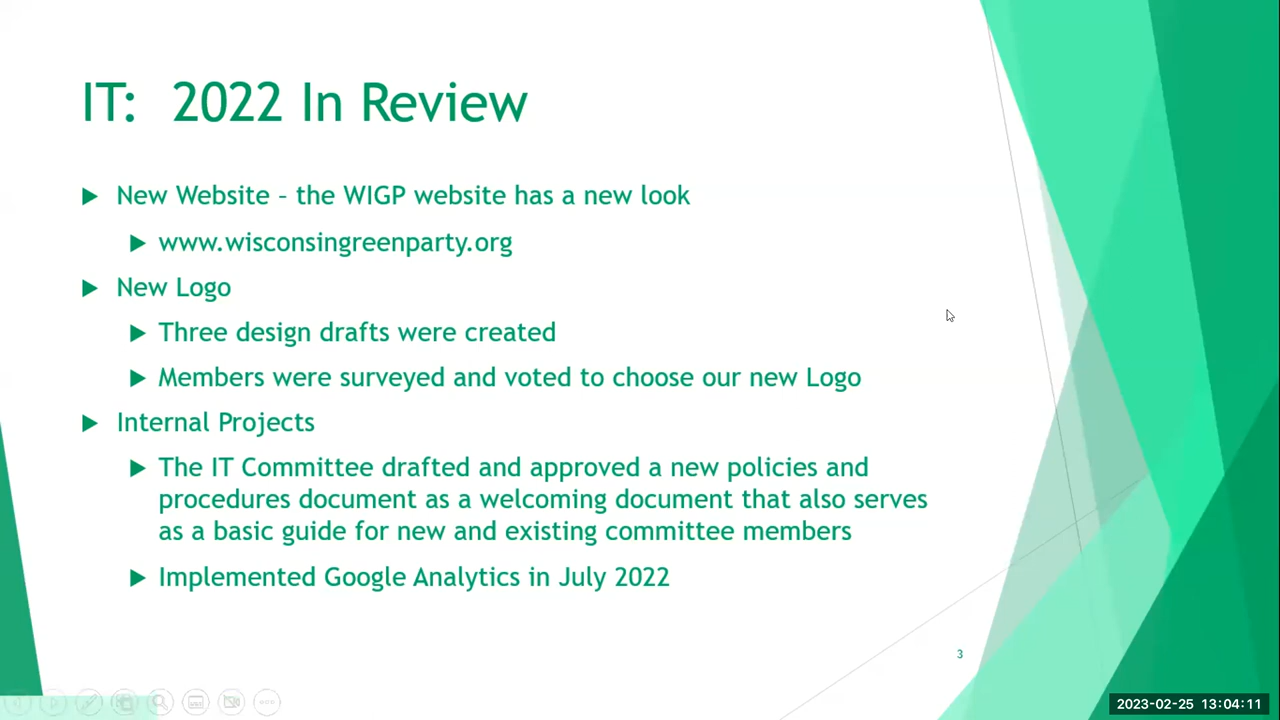 IT:  2022 In Review
New Website – the WIGP website has a new look
www.wisconsingreenparty.org
New Logo
Three design drafts were created
Members were surveyed and voted to choose our new Logo
Internal Projects
The IT Committee drafted and approved a new policies and
procedures document as a welcoming document that also serves
as a basic guide for new and existing committee members
Implemented Google Analytics in July 2022
3
2023-02-25 13:04:11